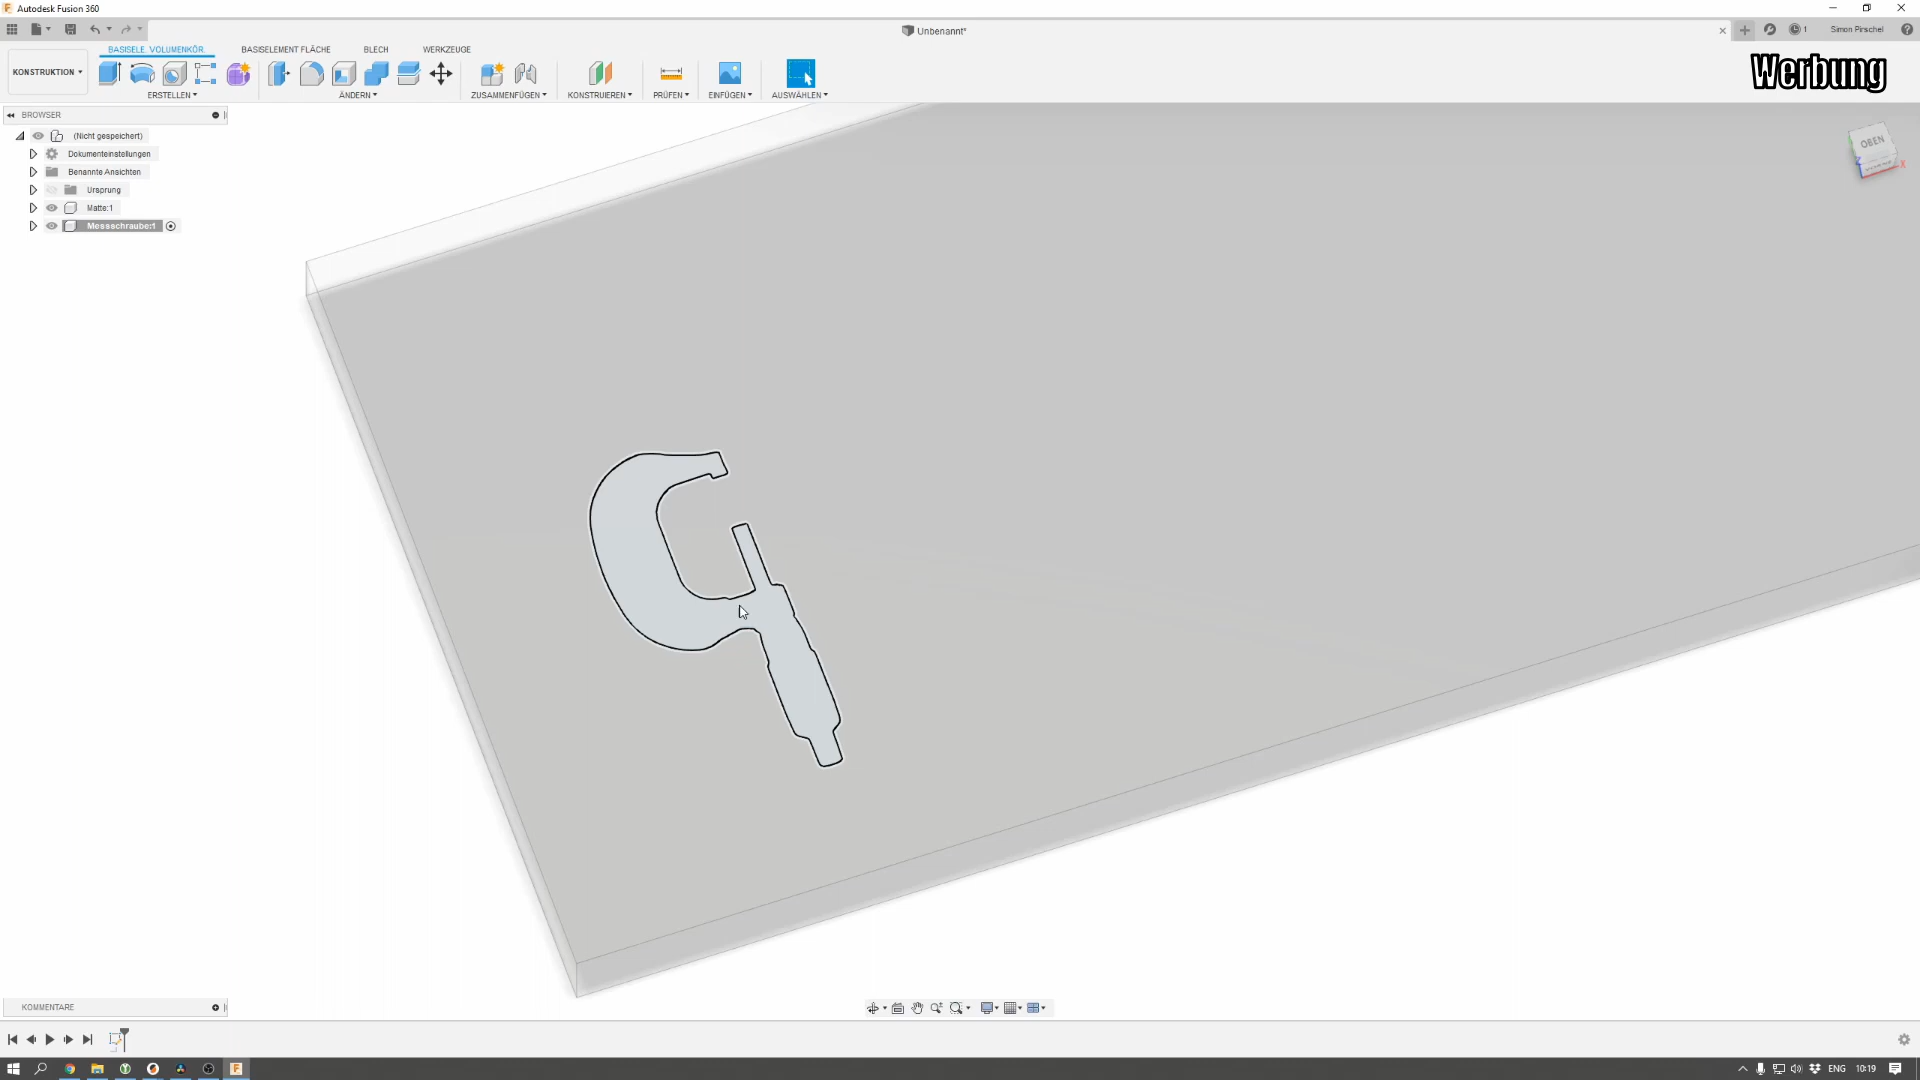 Autodesk Fusion 360
Unbenannt*
1
Simon Pirschel
KONSTRUKTION
BASISELE. VOLUMENKÖR.
BASISELEMENT FLÄCHE
BLECH
WERKZEUGE
ERSTELLEN
ÄNDERN
ZUSAMMENFÜGEN
KONSTRUIEREN
PRÜFEN
EINFÜGEN
AUSWÄHLEN
Werbung
BROWSER
(Nicht gespeichert)
Dokumenteinstellungen
Benannte Ansichten
Ursprung
Matte:1
Messschraube:1
OBEN
Z
X
KOMMENTARE
ENG
10:19